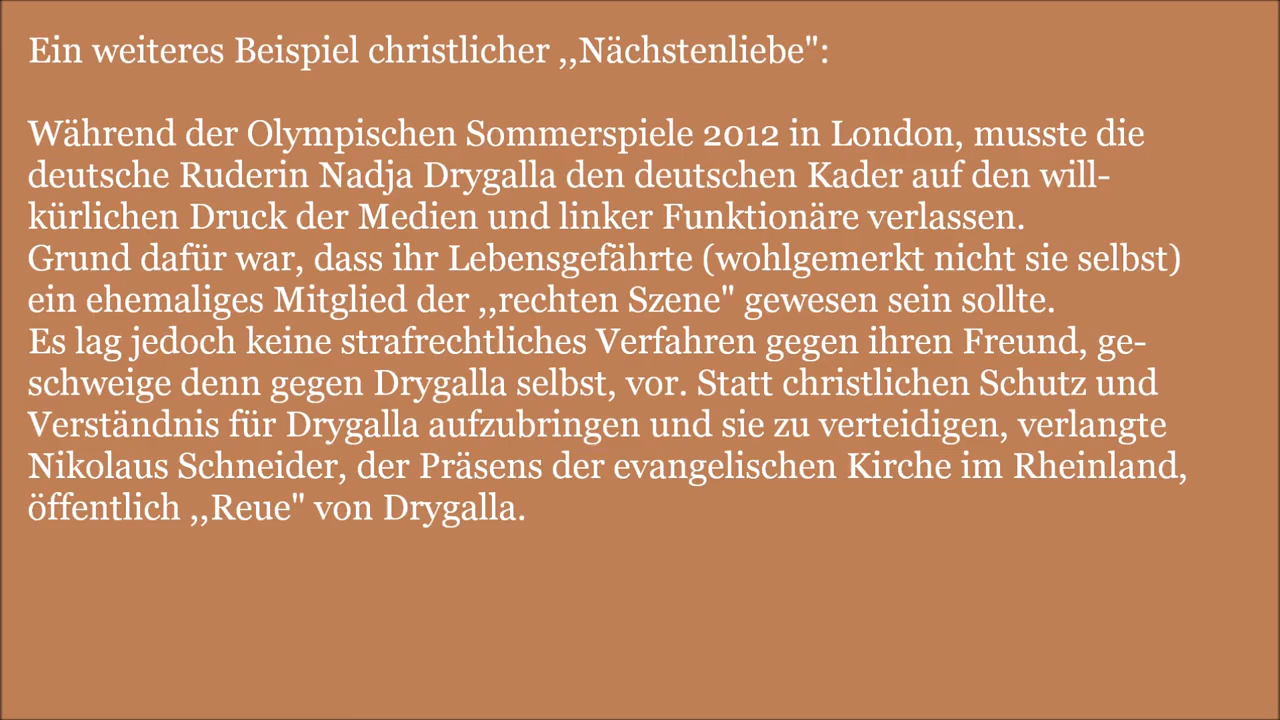 Ein weiteres Beispiel christlicher ,,Nächstenliebe":
Während der Olympischen Sommerspiele 2012 in London, musste die
deutsche Ruderin Nadja Drygalla den deutschen Kader auf den will-
kürlichen Druck der Medien und linker Funktionäre verlassen.
Grund dafür war, dass ihr Lebensgefährte (wohlgemerkt nicht sie selbst)
ein ehemaliges Mitglied der ,,rechten Szene" gewesen sein sollte.
Es lag jedoch keine strafrechtliches Verfahren gegen ihren Freund, ge-
schweige denn gegen Drygalla selbst, vor. Statt christlichen Schutz und
Verständnis für Drygalla aufzubringen und sie zu verteidigen, verlangte
Nikolaus Schneider, der Präsens der evangelischen Kirche im Rheinland,
öffentlich ,,Reue" von Drygalla.